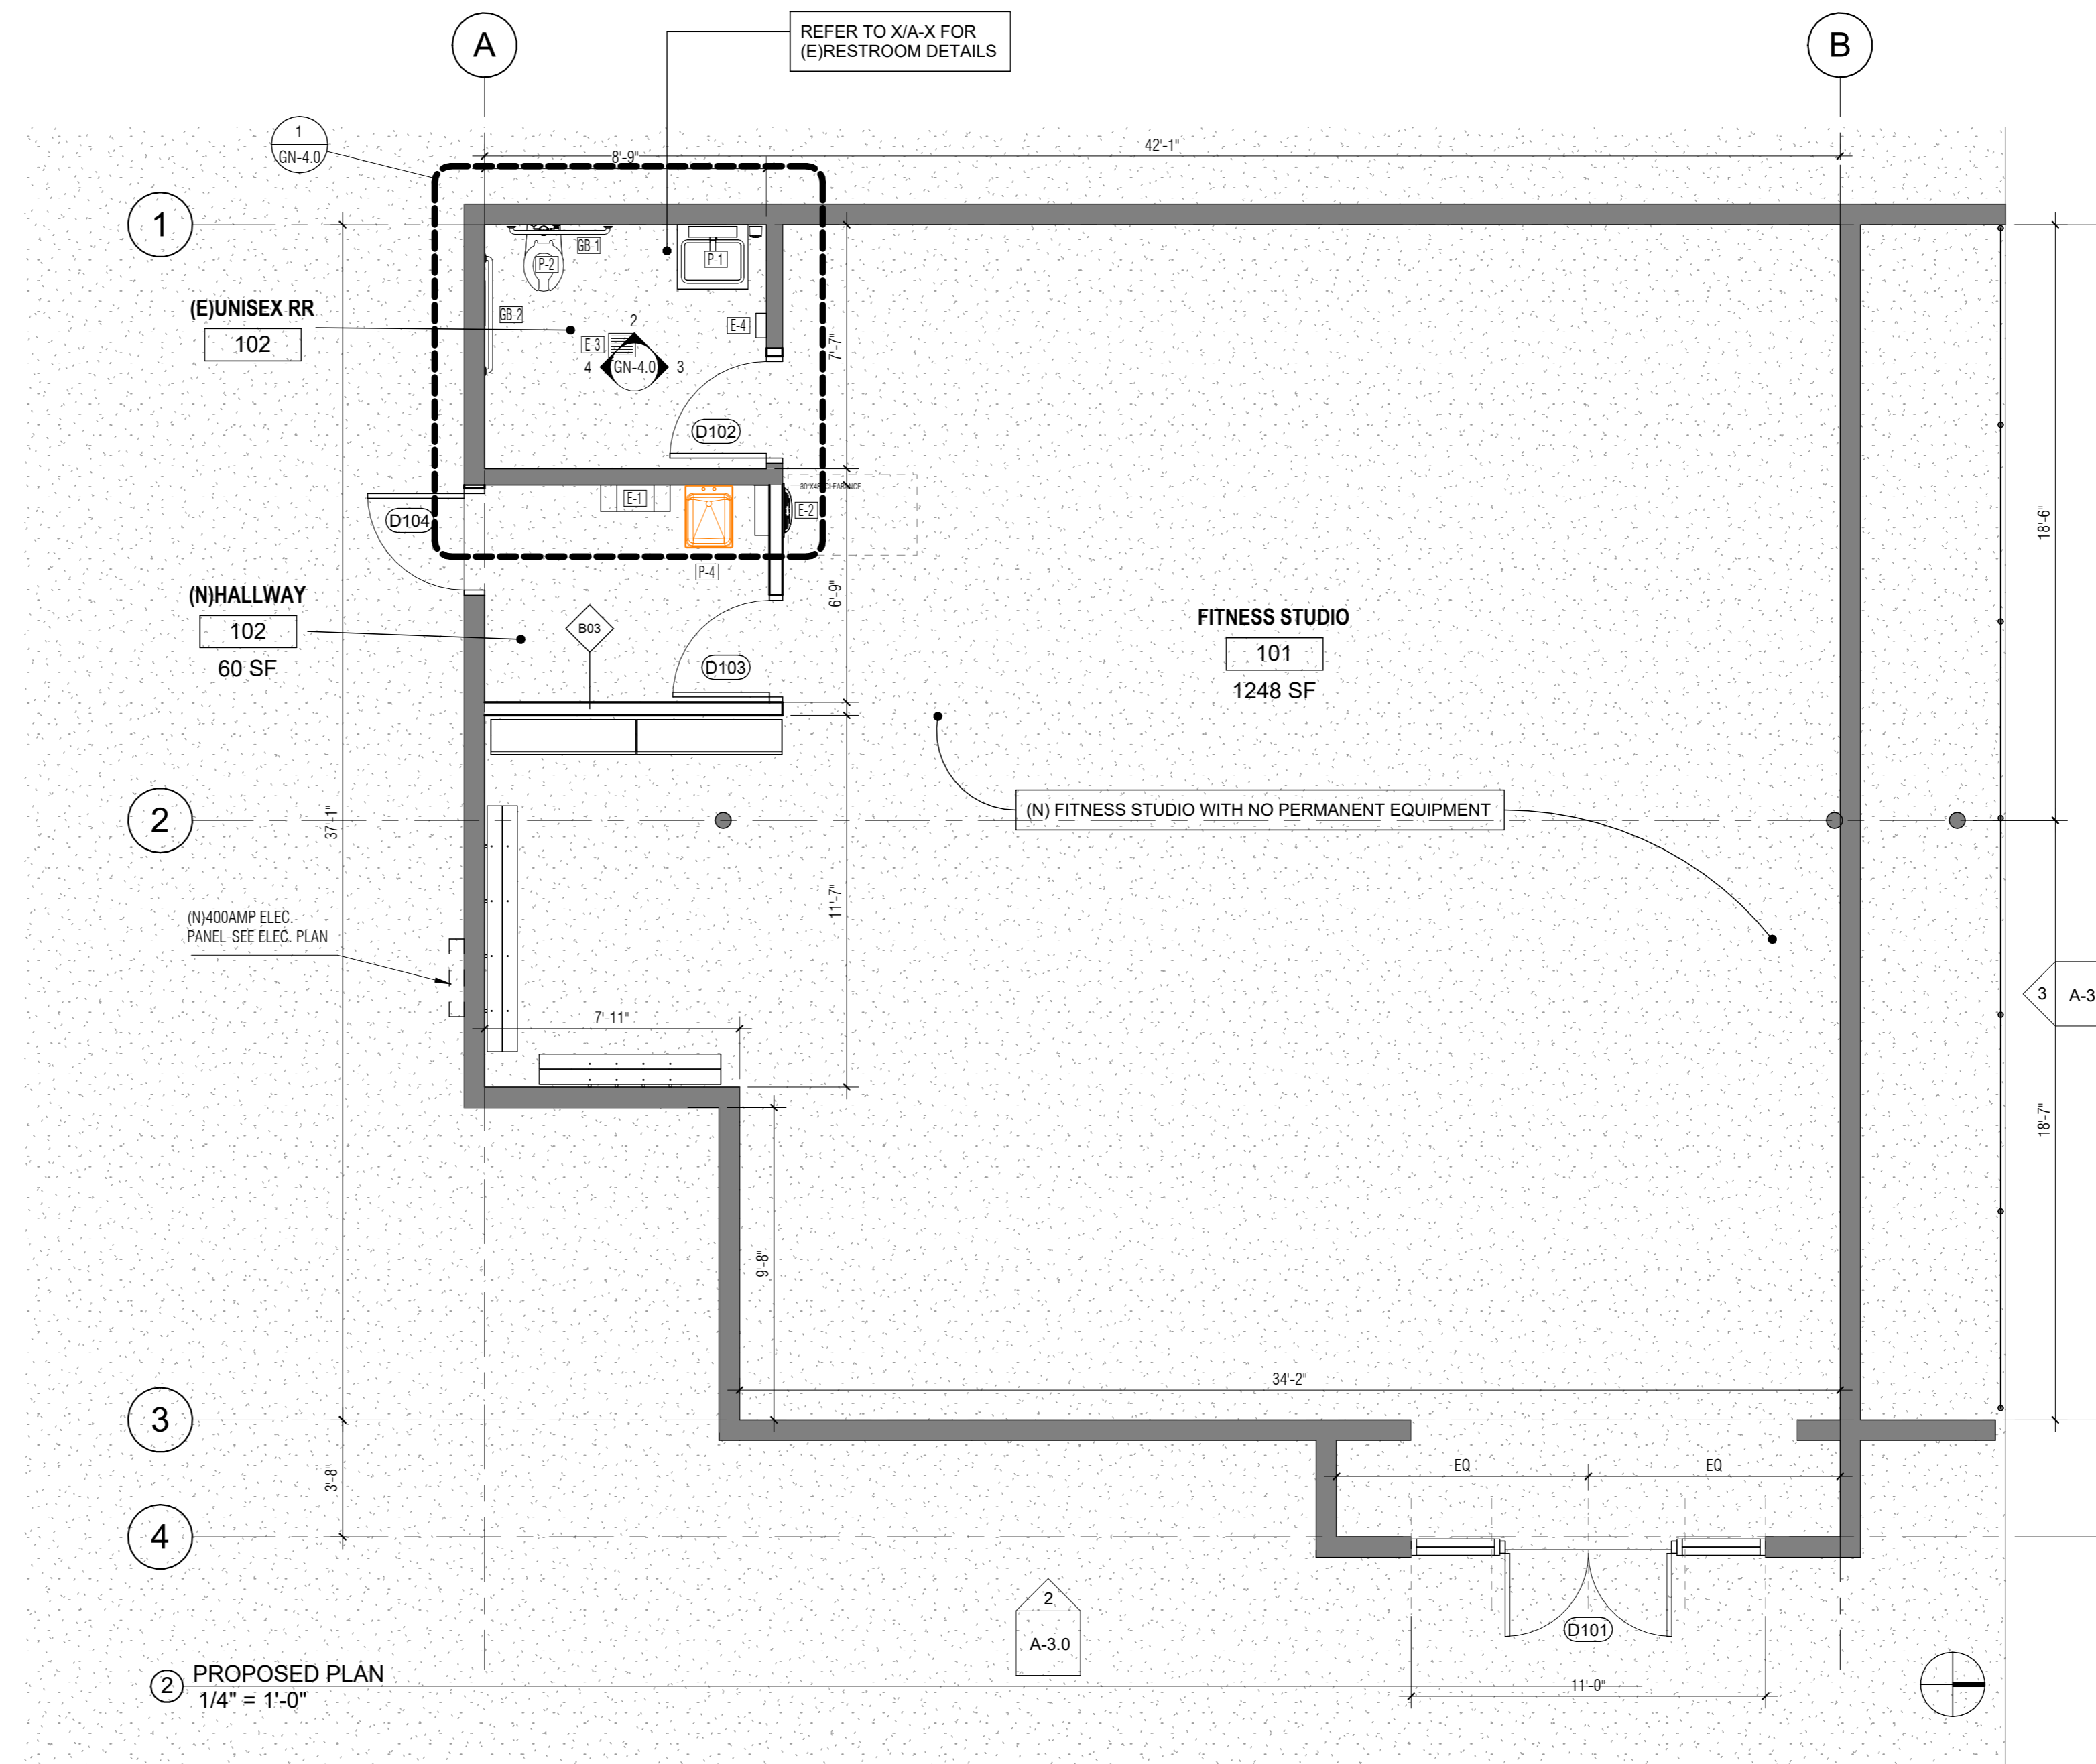 A
REFER TO X/A-X FOR
(E)RESTROOM DETAILS
B
1
GN-4.0
8'-9"
42'-1"
1
GB-1
P-2
P-1
(E)UNISEX RR
102
GB-2
E-4
2
E-3
4
GN-4.0
3
7'-7"
D102
E-1
E-2
D104
18'-6"
P-4
(N)HALLWAY
102
60 SF
B03
6'-9"
D103
FITNESS STUDIO
101
1248 SF
2
37'-1"
(N) FITNESS STUDIO WITH NO PERMANENT EQUIPMENT
11'-7"
(N)400AMP ELEC.
PANEL-SEE ELEC. PLAN
3
A-3
7'-11"
18'-7"
9'-8"
34'-2"
3
3'-8"
EQ
EQ
4
2
A-3.0
D101
11'-0"
2
PROPOSED PLAN
1/4" = 1'-0"